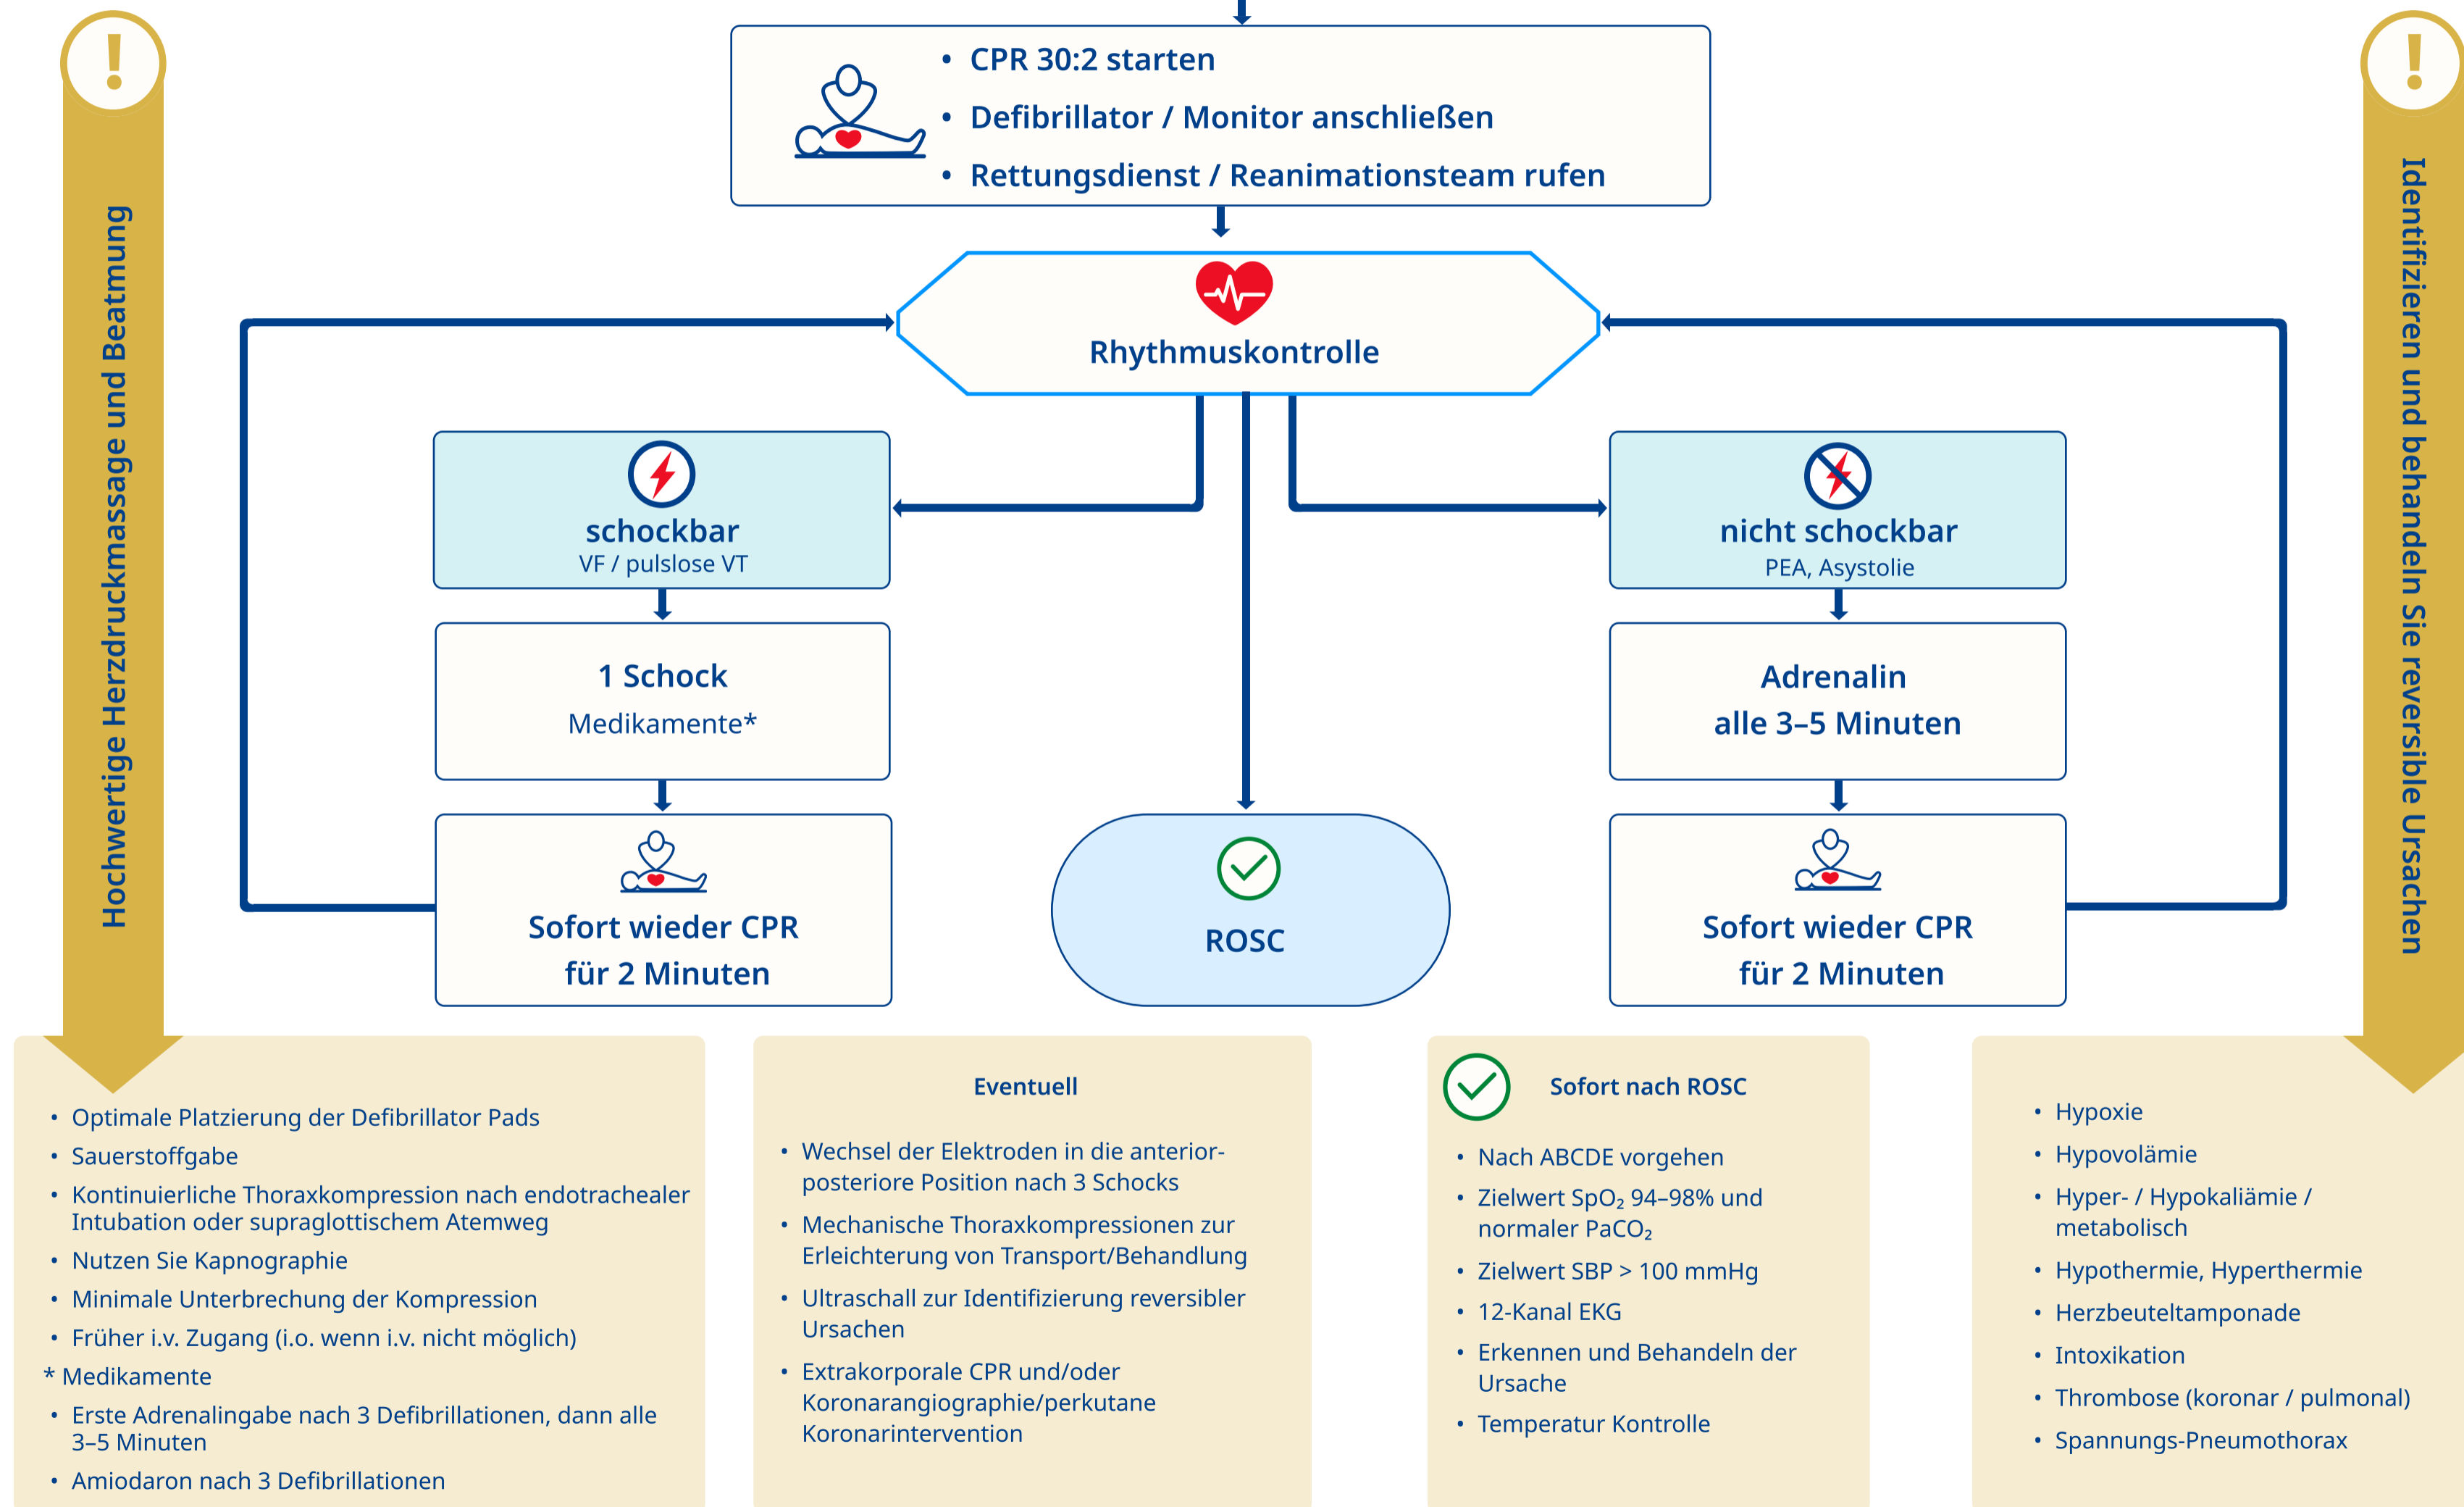 !
!
Hochwertige Herzdruckmassage und Beatmung
Identifizieren und behandeln Sie reversible Ursachen
• CPR 30:2 starten
• Defibrillator / Monitor anschließen
• Rettungsdienst / Reanimationsteam rufen
Rhythmuskontrolle
schockbar
VF / pulslose VT
1 Schock
Medikamente*
Sofort wieder CPR
für 2 Minuten
ROSC
nicht schockbar
PEA, Asystolie
Adrenalin
alle 3–5 Minuten
Sofort wieder CPR
für 2 Minuten
• Optimale Platzierung der Defibrillator Pads
• Sauerstoffgabe
• Kontinuierliche Thoraxkompression nach endotrachealer
Intubation oder supraglottischem Atemweg
• Nutzen Sie Kapnographie
• Minimale Unterbrechung der Kompression
• Früher i.v. Zugang (i.o. wenn i.v. nicht möglich)
* Medikamente
• Erste Adrenalingabe nach 3 Defibrillationen, dann alle
3–5 Minuten
• Amiodaron nach 3 Defibrillationen
Eventuell
• Wechsel der Elektroden in die anterior-
posteriore Position nach 3 Schocks
• Mechanische Thoraxkompressionen zur
Erleichterung von Transport/Behandlung
• Ultraschall zur Identifizierung reversibler
Ursachen
• Extrakorporale CPR und/oder
Koronarangiographie/perkutane
Koronarintervention
Sofort nach ROSC
• Nach ABCDE vorgehen
• Zielwert SpO₂ 94–98% und
normaler PaCO₂
• Zielwert SBP > 100 mmHg
• 12-Kanal EKG
• Erkennen und Behandeln der
Ursache
• Temperatur Kontrolle
• Hypoxie
• Hypovolämie
• Hyper- / Hypokaliämie /
metabolisch
• Hypothermie, Hyperthermie
• Herzbeuteltamponade
• Intoxikation
• Thrombose (koronar / pulmonal)
• Spannungs-Pneumothorax